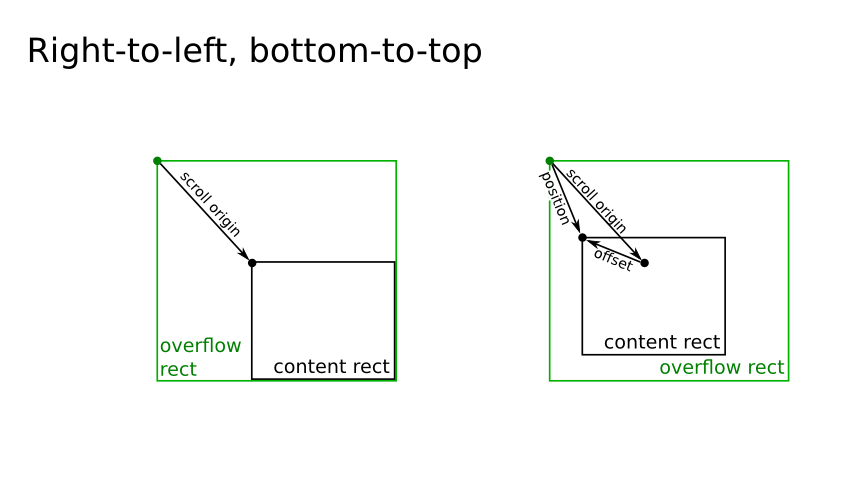 Right-to-left, bottom-to-top
scroll origin
overflow
rect
content rect
position
scroll origin
offset
content rect
overflow rect